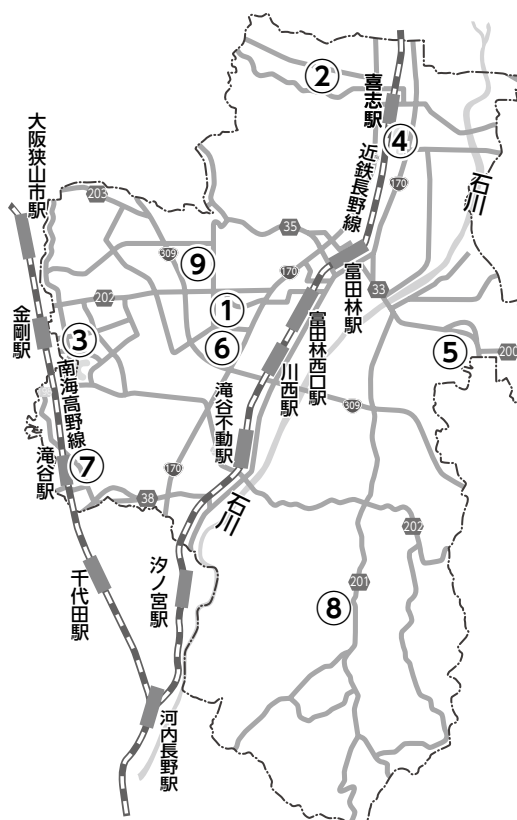 ②
喜志駅
④
近鉄長野線
170
石川
大阪狭山市駅
203
35
309
⑨
170
富田林駅
33
202
①
金剛駅
③
⑥
富田林西口駅
⑤
200
川西駅
南海高野線
滝谷不動駅
309
滝谷駅
⑦
170
38
石川
202
千代田駅
汐ノ宮駅
201
⑧
河内長野駅